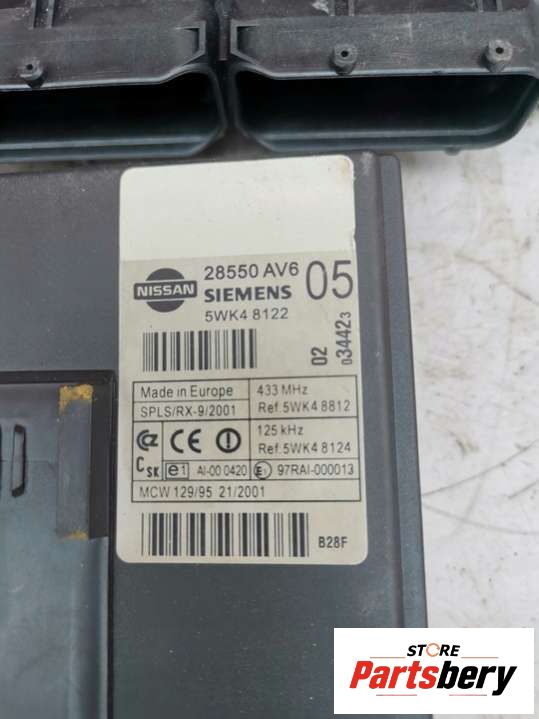 28550 AV6 05
NISSAN SIEMENS
5WK4 8122
02
034423
Made in Europe 433 MHz
SPLS/RX-9/2001 Ref.5WK4 8812
125 kHz
CE Ref.5WK4 8124
CSK e1 AI-00 0420 E1 97RAI-000013
MCW 129/95 21/2001
B28F
STORE
Partsbery